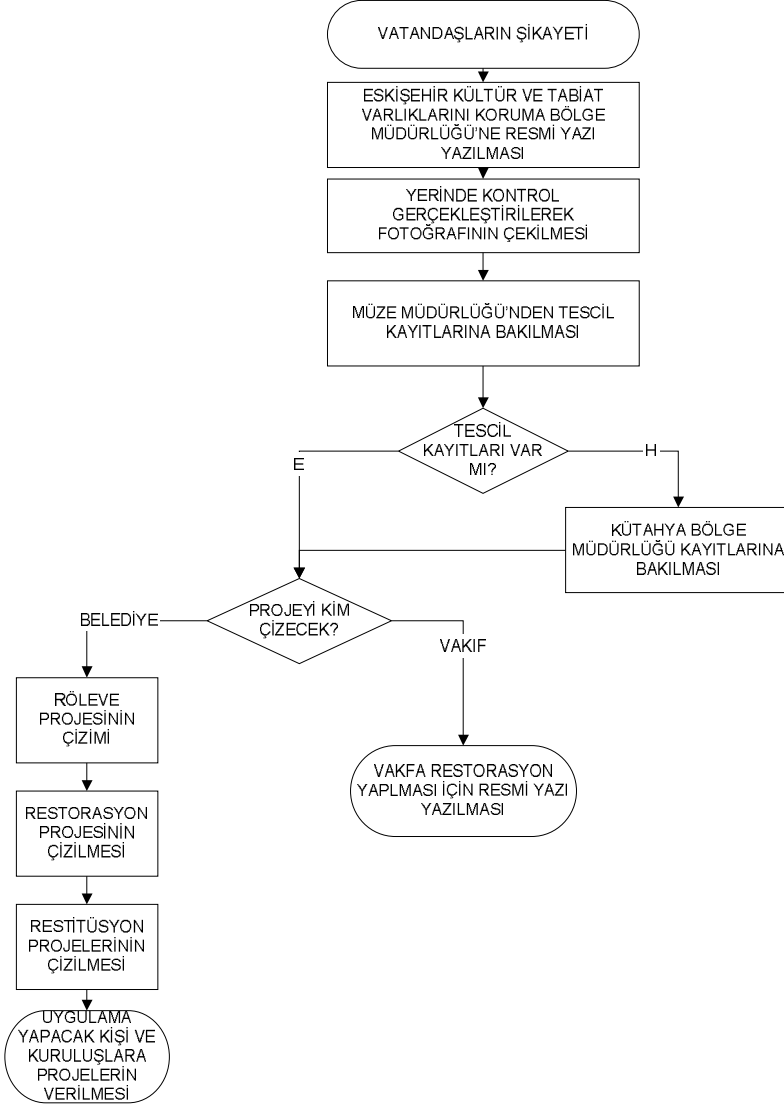 VATANDAŞLARIN ŞİKAYETİ
ESKİŞEHİR KÜLTÜR VE TABİAT
VARLIKLARINI KORUMA BÖLGE
MÜDÜRLÜĞÜ'NE RESMİ YAZI
YAZILMASI
YERİNDE KONTROL
GERÇEKLEŞTİRİLEREK
FOTOĞRAFININ ÇEKİLMESİ
MÜZE MÜDÜRLÜĞÜ'NDEN TESCİL
KAYITLARINA BAKILMASI
TESCİL
KAYITLARI VAR
MI?
E
H
KÜTAHYA BÖLGE
MÜDÜRLÜĞÜ KAYITLARINA
BAKILMASI
PROJEYİ KİM
ÇİZECEK?
BELEDİYE
VAKIF
RÖLEVE
PROJESİNİN
ÇİZİMİ
VAKFA RESTORASYON
YAPLMASI İÇİN RESMİ YAZI
YAZILMASI
RESTORASYON
PROJESİNİN
ÇİZİLMESİ
RESTİTÜSYON
PROJELERİNİN
ÇİZİLMESİ
UYGULAMA
YAPACAK KİŞİ VE
KURULUŞLARA
PROJELERİN
VERİLMESİ